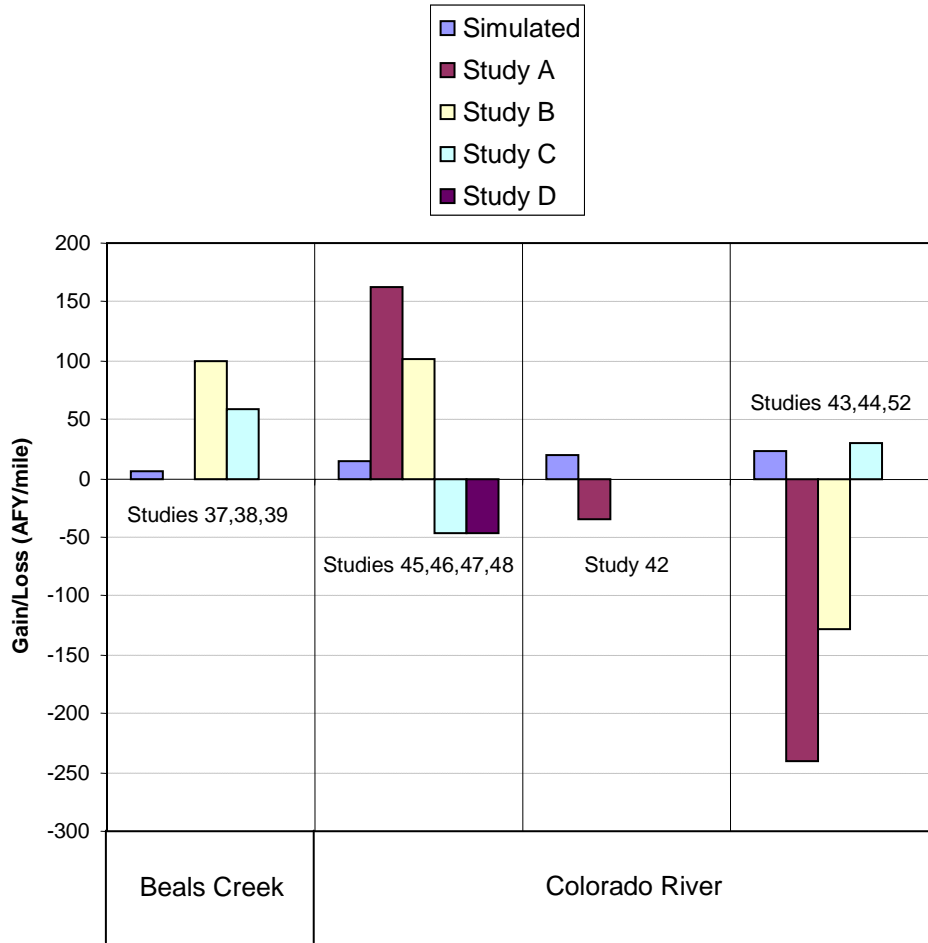 Simulated
Study A
Study B
Study C
Study D
Gain/Loss (AFY/mile)
200
150
100
50
0
-50
-100
-150
-200
-250
-300
Studies 37,38,39
Studies 45,46,47,48
Study 42
Studies 43,44,52
Beals Creek
Colorado River